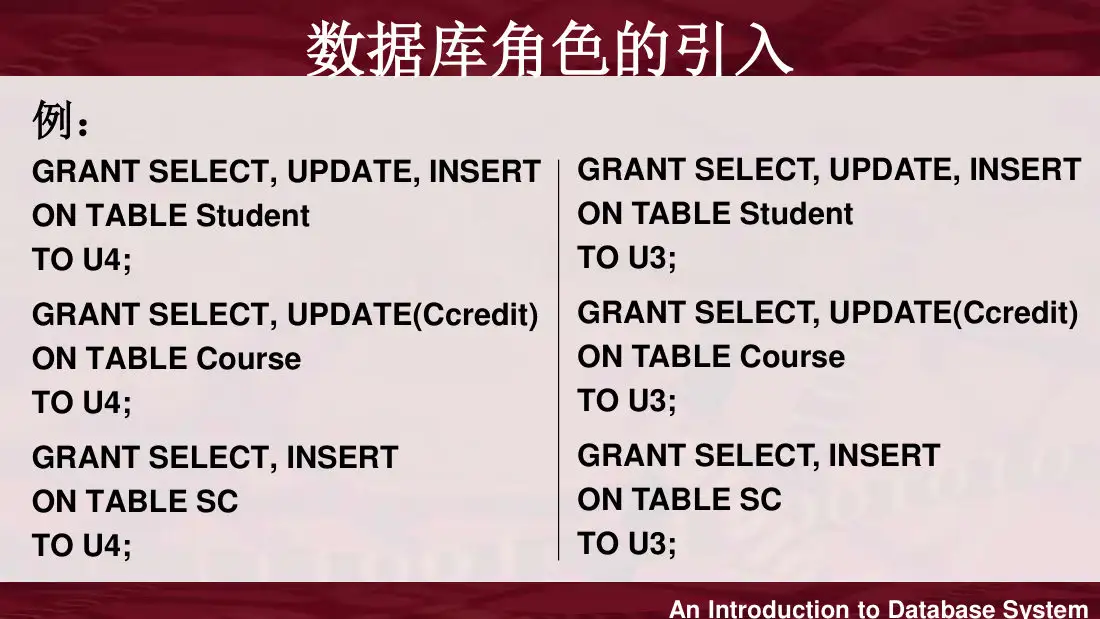 数据库角色的引入
例：
GRANT SELECT, UPDATE, INSERT
ON TABLE Student
TO U4;
GRANT SELECT, UPDATE(Ccredit)
ON TABLE Course
TO U4;
GRANT SELECT, INSERT
ON TABLE SC
TO U4;
GRANT SELECT, UPDATE, INSERT
ON TABLE Student
TO U3;
GRANT SELECT, UPDATE(Ccredit)
ON TABLE Course
TO U3;
GRANT SELECT, INSERT
ON TABLE SC
TO U3;
An Introduction to Database System